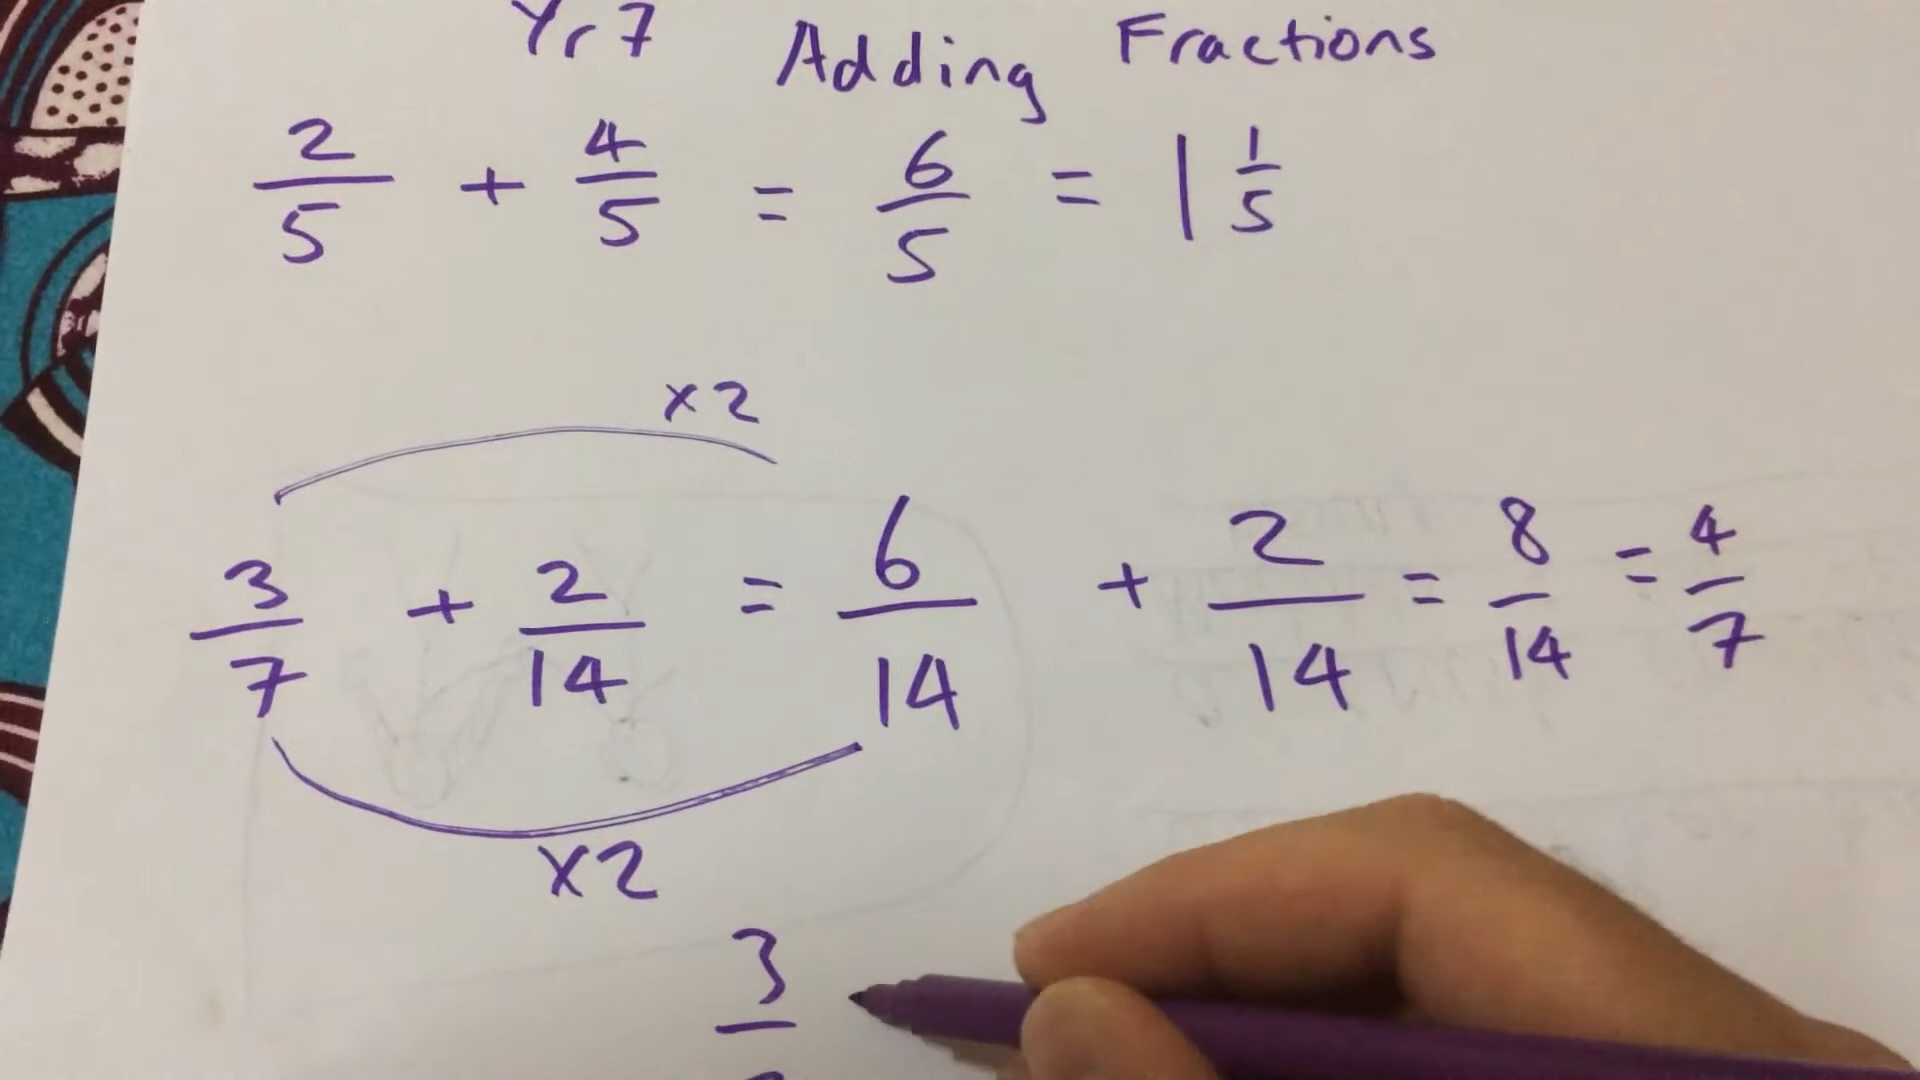 Yr7 Adding Fractions
2/5 + 4/5 = 6/5 = 1 1/5
x2
3/7 + 2/14 = 6/14 + 2/14 = 8/14 = 4/7
x2
3